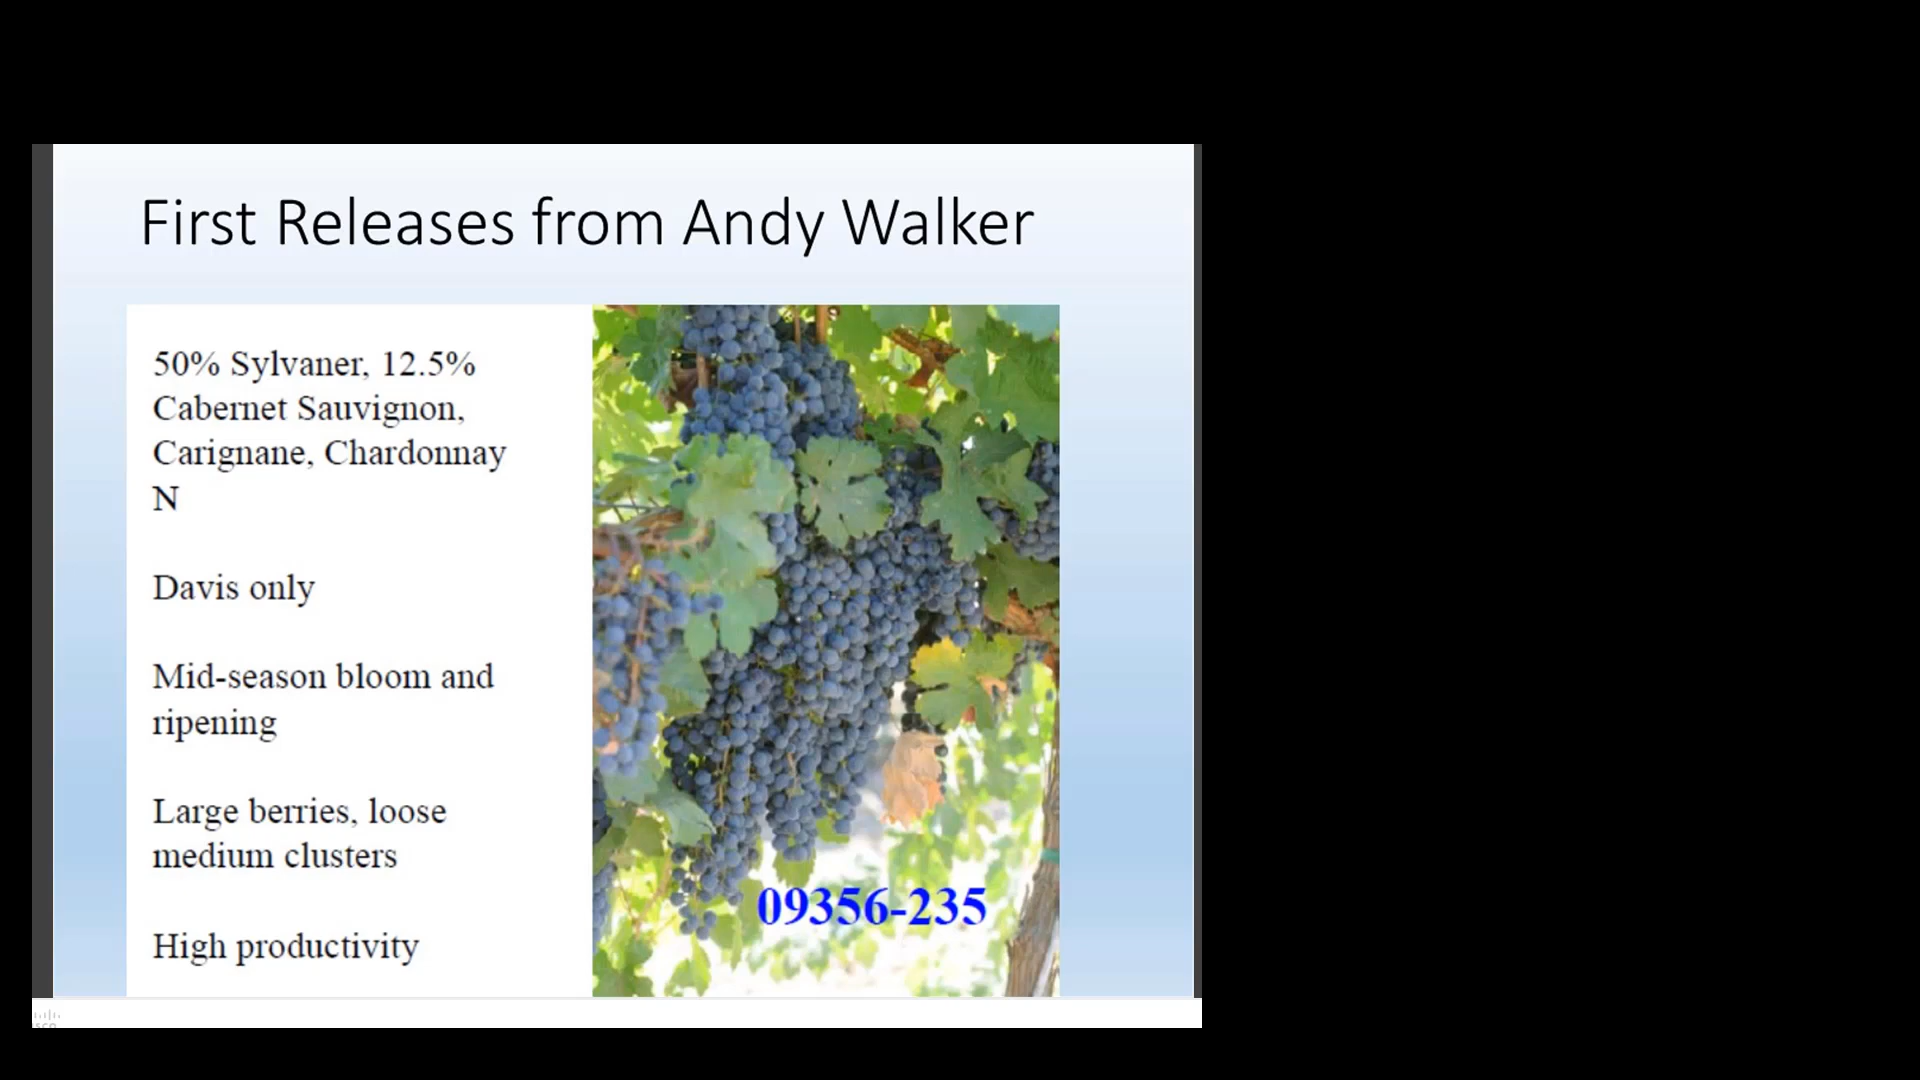 First Releases from Andy Walker
50% Sylvaner, 12.5%
Cabernet Sauvignon,
Carignane, Chardonnay
N
Davis only
Mid-season bloom and
ripening
Large berries, loose
medium clusters
High productivity
09356-235